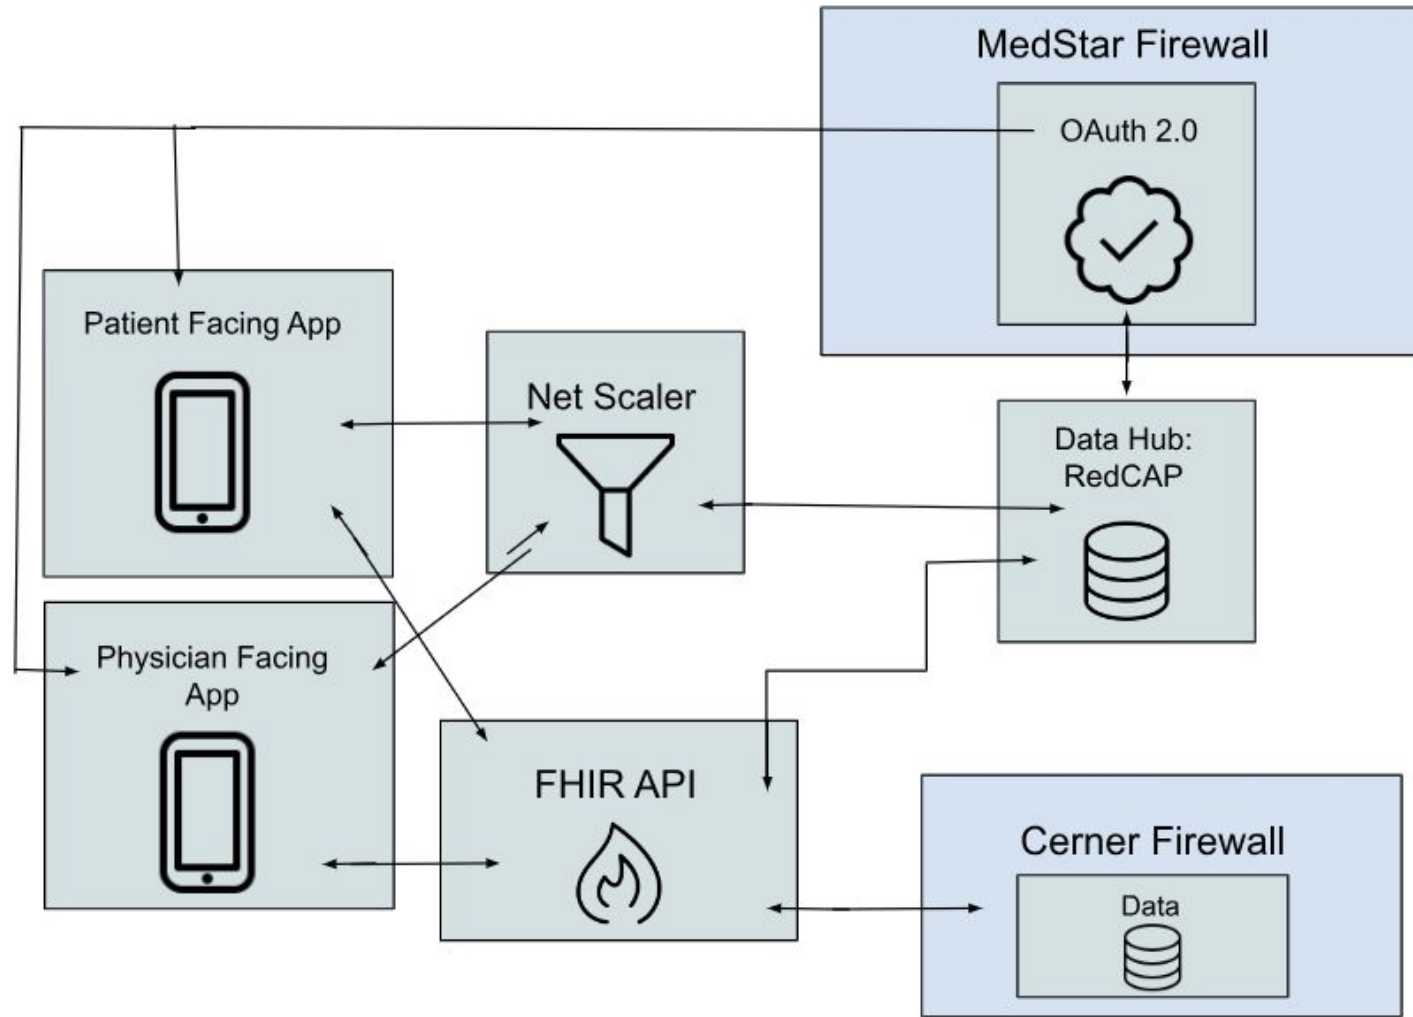 MedStar Firewall
OAuth 2.0
Patient Facing App
Net Scaler
Data Hub:
RedCAP
Physician Facing
App
FHIR API
Cerner Firewall
Data